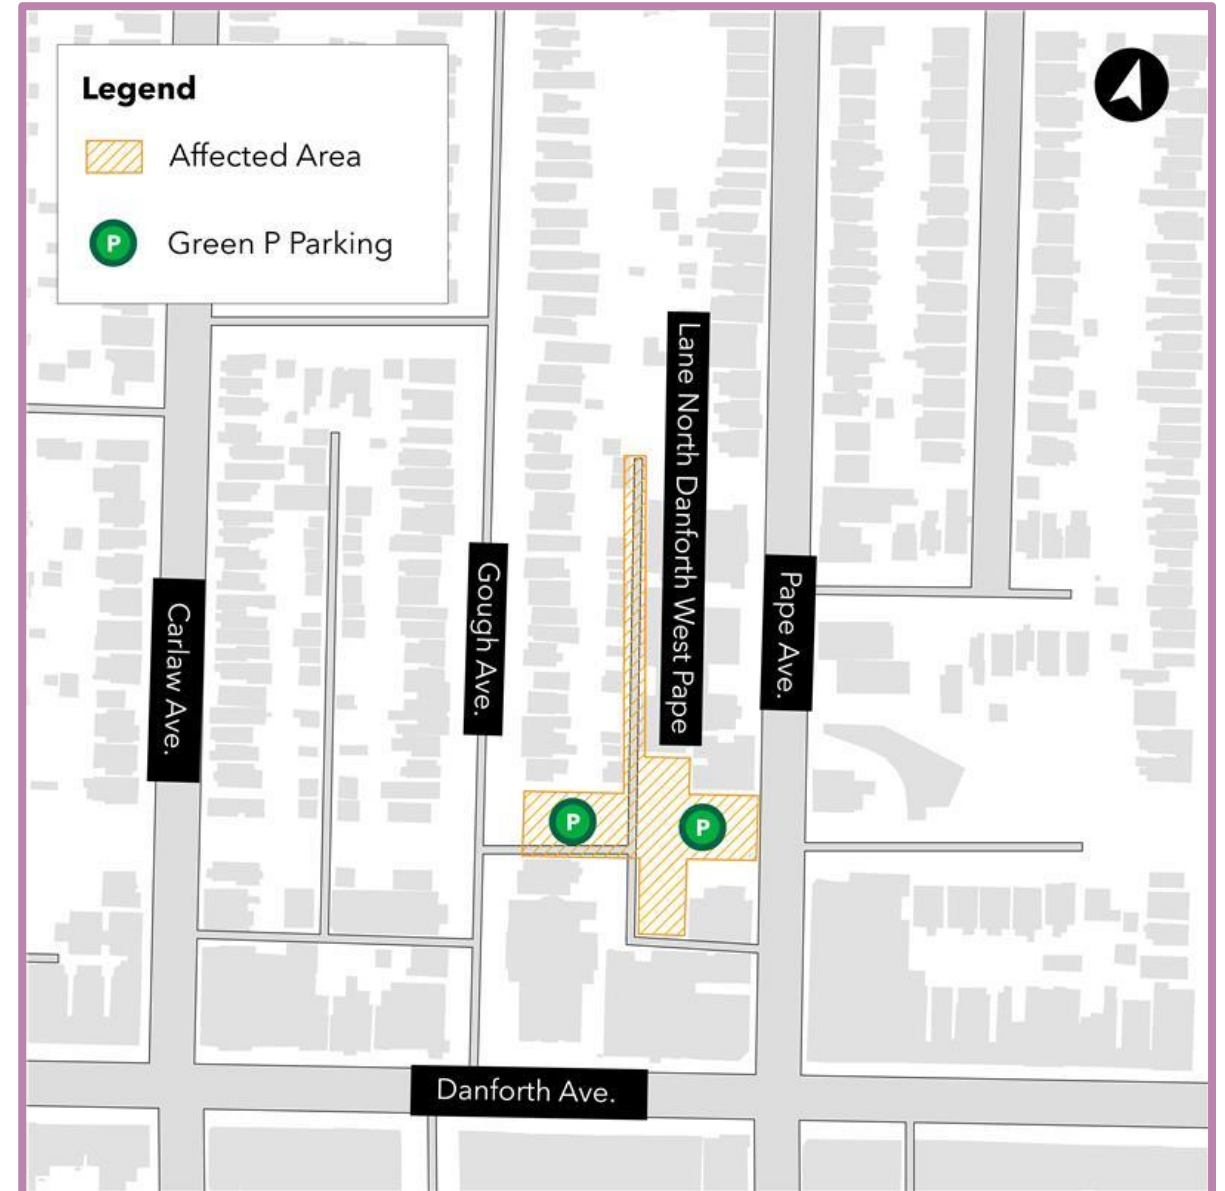 Legend
Affected Area
P
Green P Parking
Lane North Danforth West Pape
Gough Ave.
Pape Ave.
Carlaw Ave.
P
P
Danforth Ave.